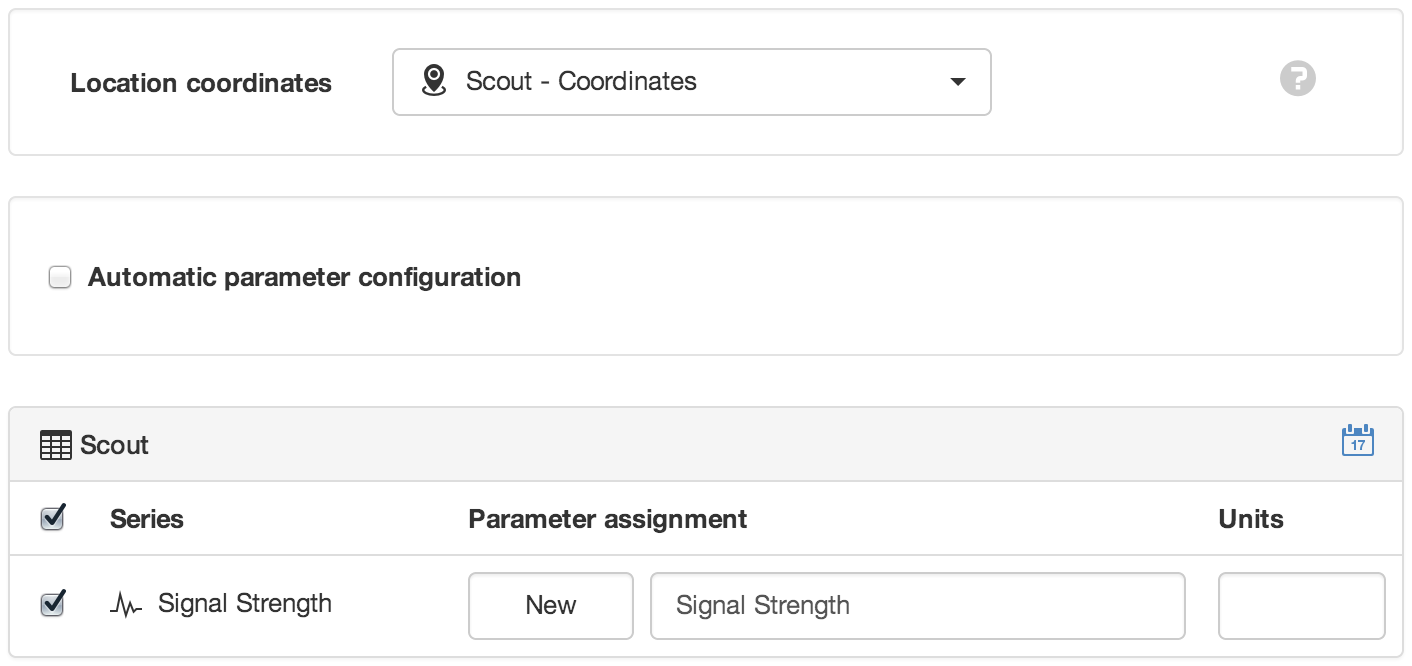 Location coordinates Scout - Coordinates ?
Automatic parameter configuration
Scout 17
Series Parameter assignment Units
Signal Strength New Signal Strength